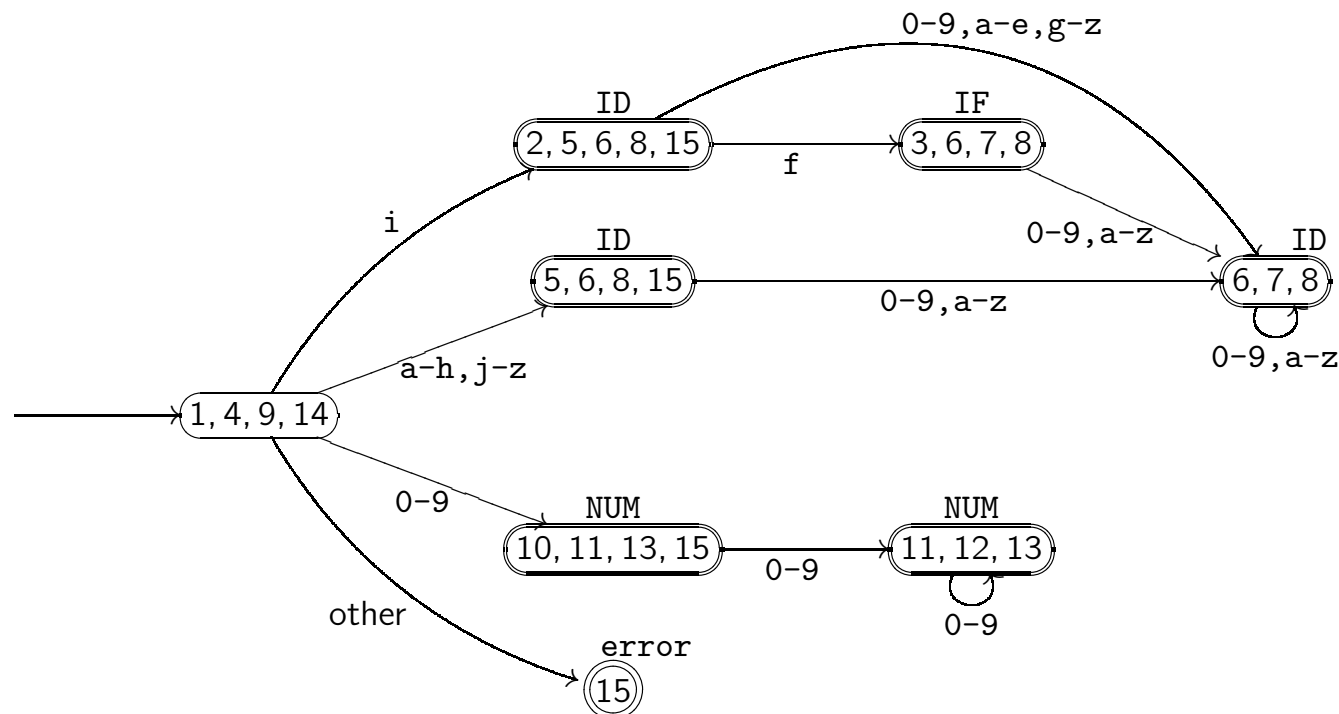 0-9,a-e,g-z
ID
IF
2, 5, 6, 8, 15
f
3, 6, 7, 8
i
ID
0-9,a-z
ID
5, 6, 8, 15
0-9,a-z
6, 7, 8
0-9,a-z
a-h,j-z
1, 4, 9, 14
0-9
NUM
NUM
10, 11, 13, 15
0-9
11, 12, 13
0-9
other
error
15